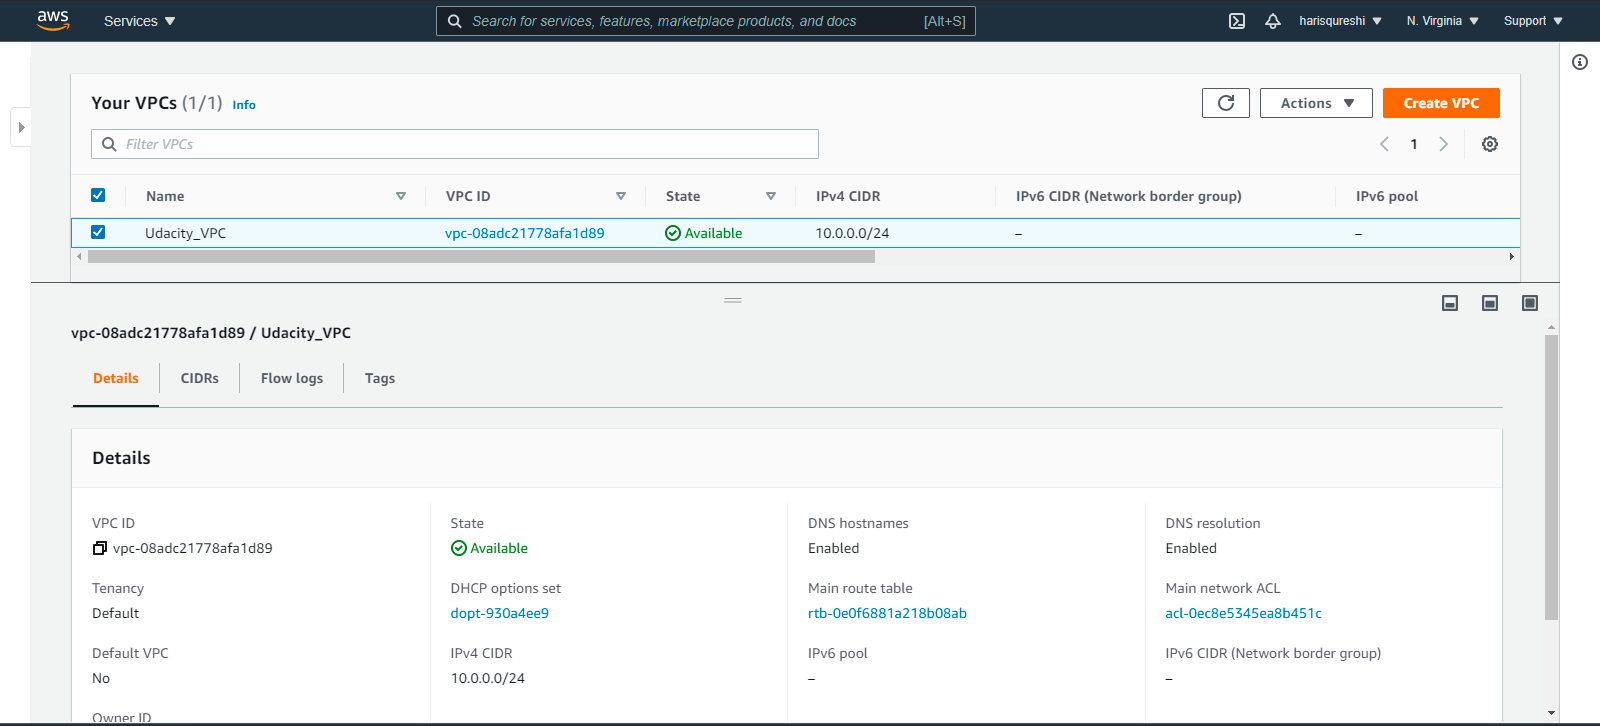 aws Services Search for services, features, marketplace products, and docs [Alt+S] harisqureshi N. Virginia Support
Your VPCs (1/1) Info Actions Create VPC
Filter VPCs 1
Name VPC ID State IPv4 CIDR IPv6 CIDR (Network border group) IPv6 pool
Udacity_VPC vpc-08adc21778afa1d89 Available 10.0.0.0/24 – –
vpc-08adc21778afa1d89 / Udacity_VPC
Details CIDRs Flow logs Tags
Details
VPC ID State DNS hostnames DNS resolution
vpc-08adc21778afa1d89 Available Enabled Enabled
Tenancy DHCP options set Main route table Main network ACL
Default dopt-930a4ee9 rtb-0e0f6881a218b08ab acl-0ec8e5345ea8b451c
Default VPC IPv4 CIDR IPv6 pool IPv6 CIDR (Network border group)
No 10.0.0.0/24 – –
Owner ID